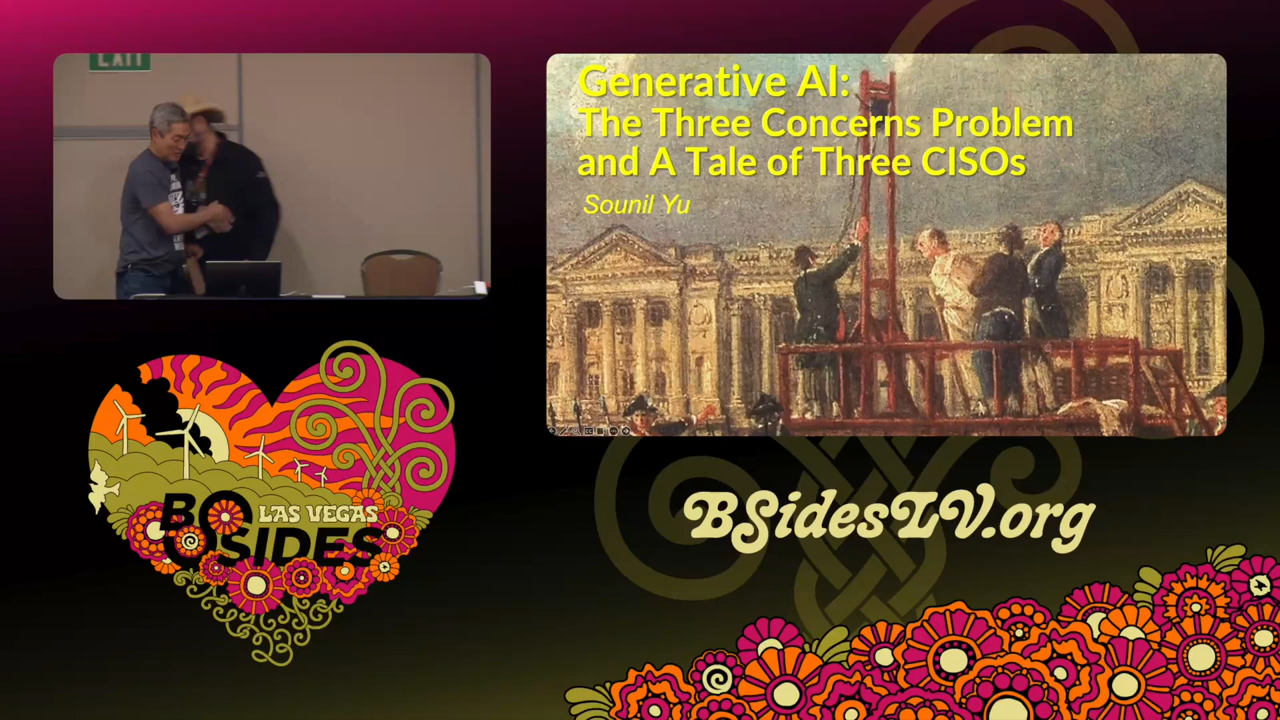 EXIT
Generative AI:
The Three Concerns Problem
and A Tale of Three CISOs
Sounil Yu
LAS VEGAS
BSIDES
BSidesLV.org